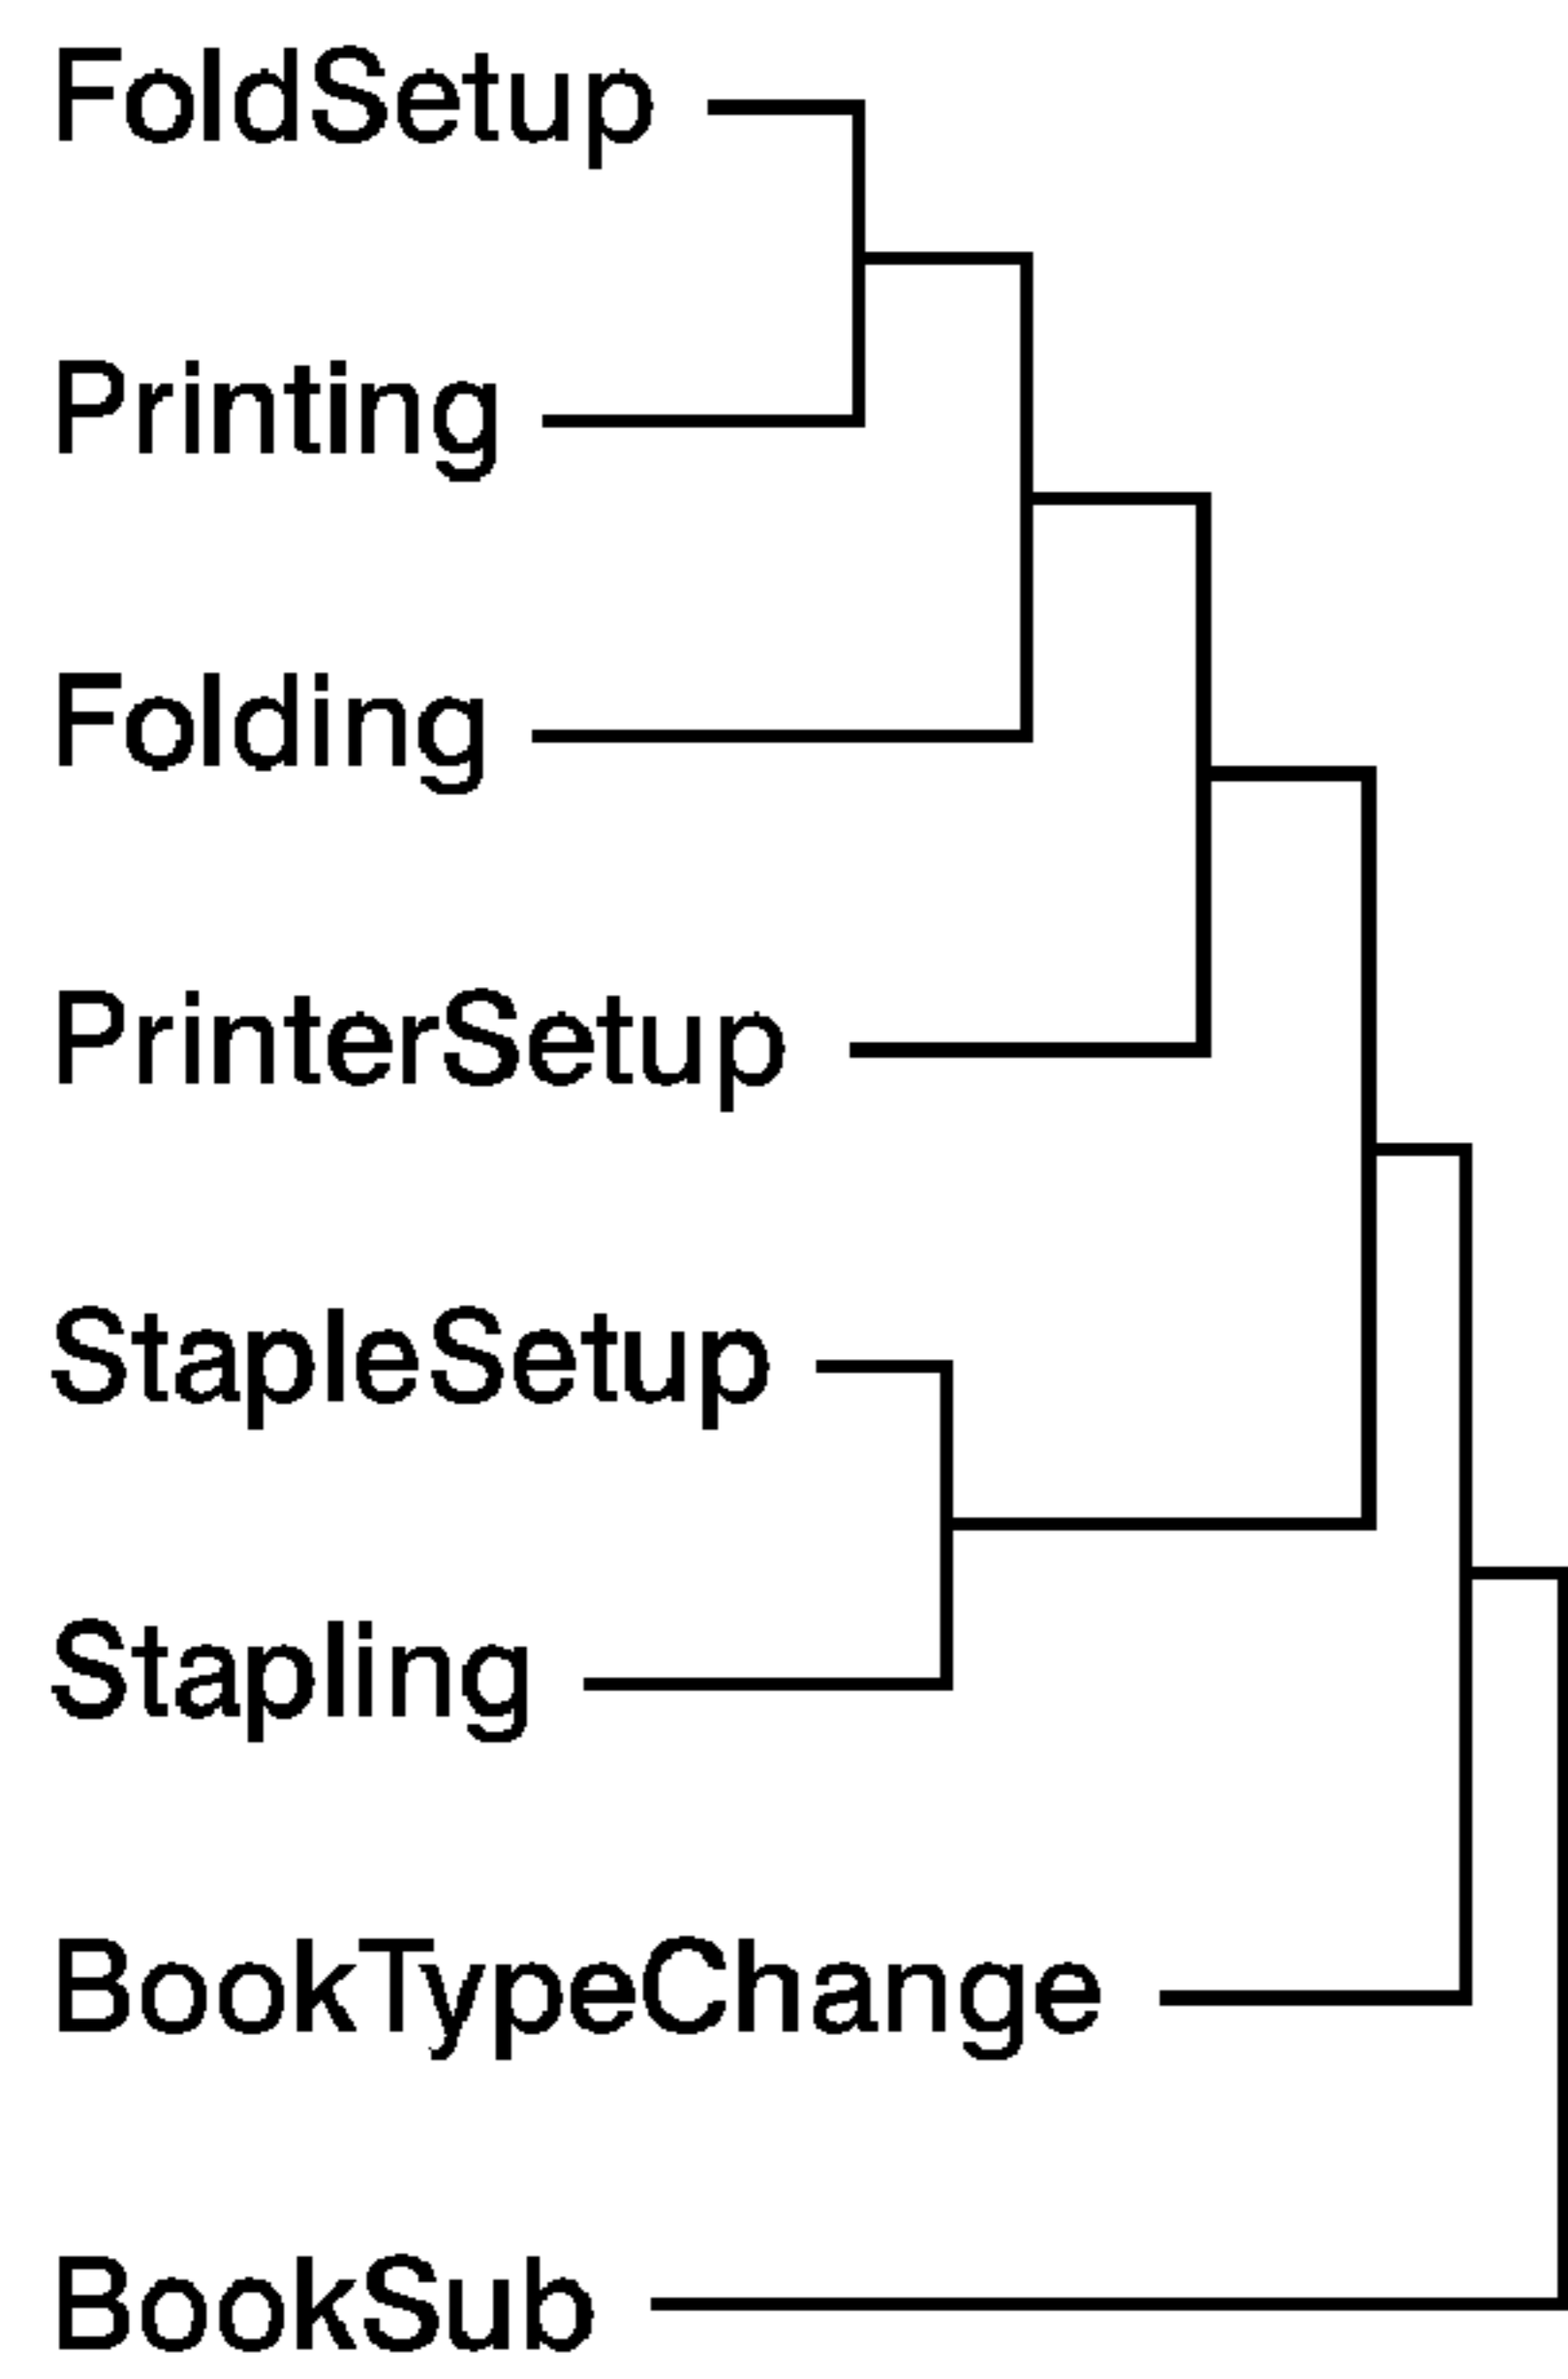 FoldSetup
Printing
Folding
PrinterSetup
StapleSetup
Stapling
BookTypeChange
BookSub